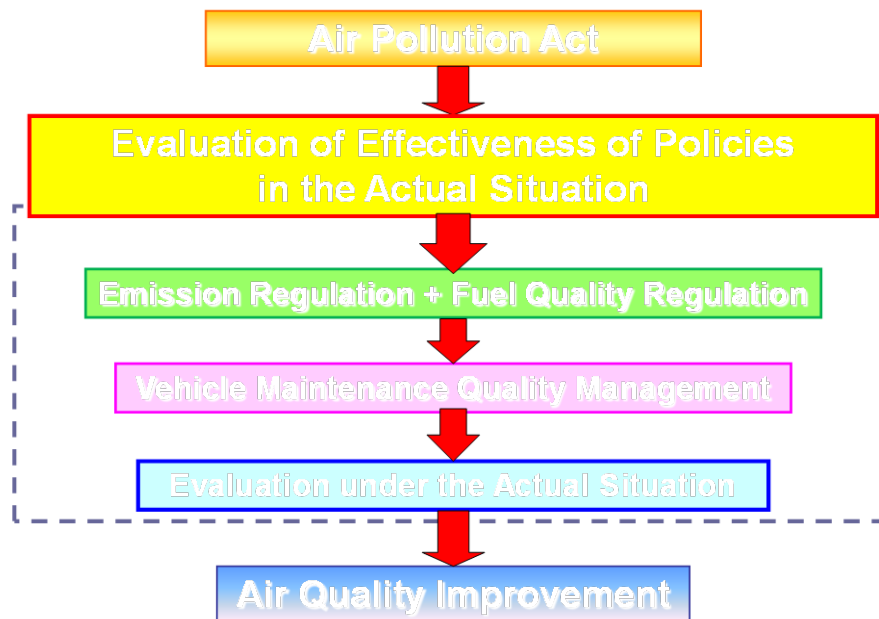 Air Pollution Act
Evaluation of Effectiveness of Policies
in the Actual Situation
Emission Regulation + Fuel Quality Regulation
Vehicle Maintenance Quality Management
Evaluation under the Actual Situation
Air Quality Improvement